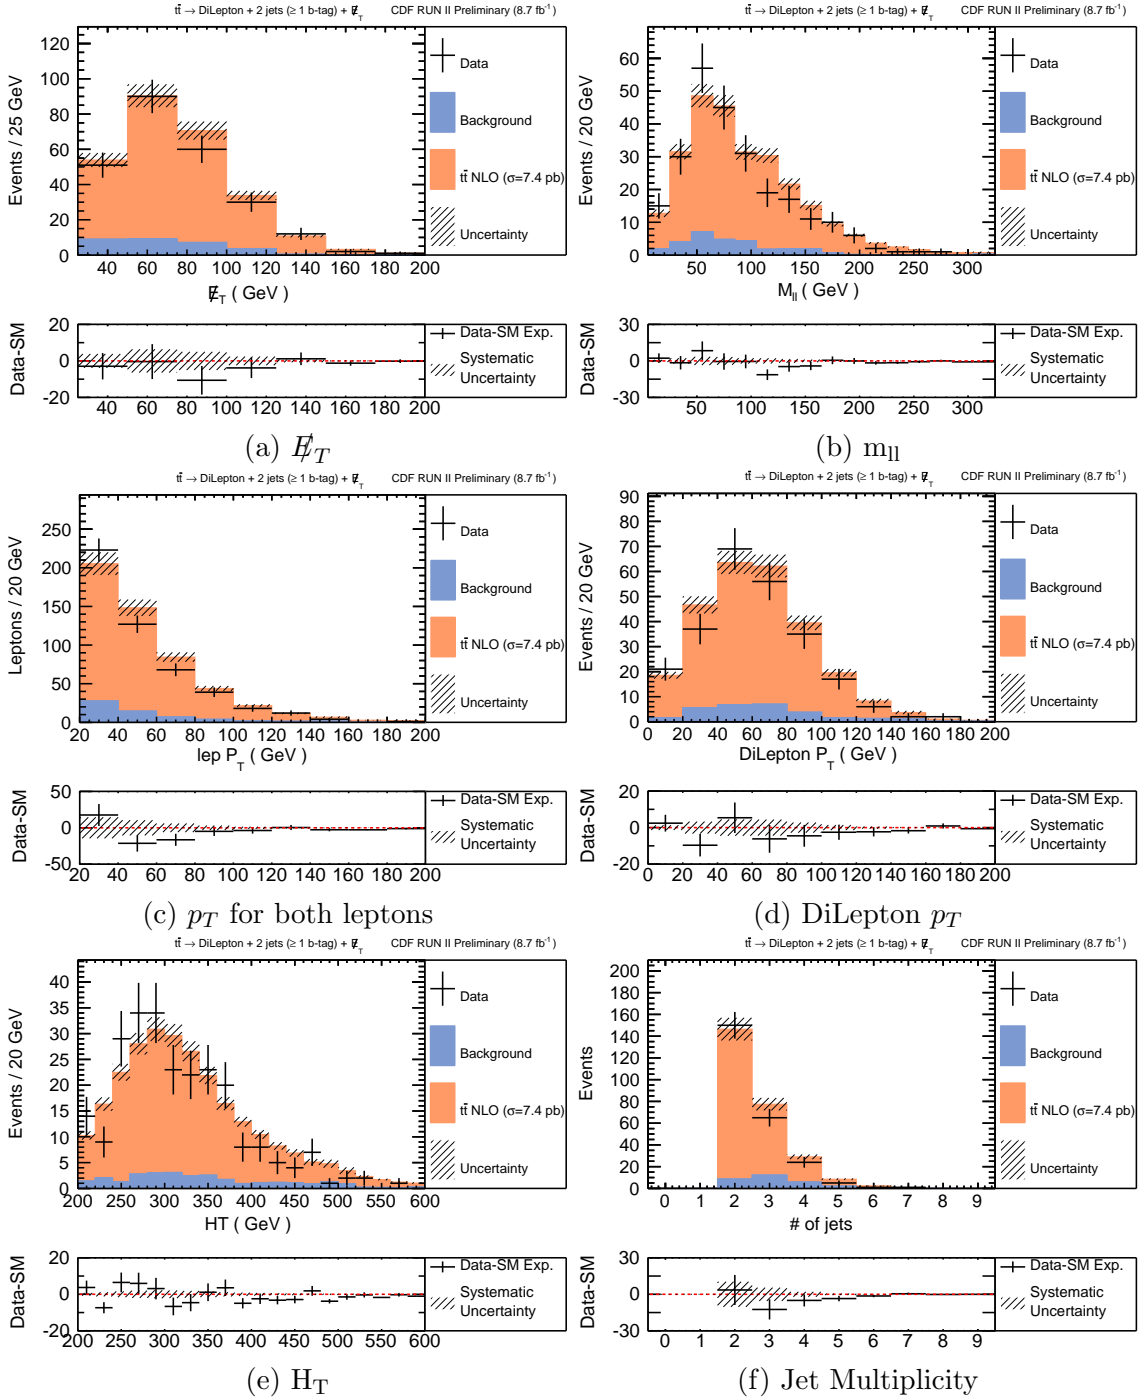 tt̄ → DiLepton + 2 jets (≥ 1 b-tag) + E̸_T CDF RUN II Preliminary (8.7 fb⁻¹)
Events / 25 GeV
120
100
80
60
40
20
0
40 60 80 100 120 140 160 180 200
E̸_T ( GeV )
Data
Background
tt̄ NLO (σ=7.4 pb)
Uncertainty
Data-SM
20
0
-20
40 60 80 100 120 140 160 180 200
Data-SM Exp.
Systematic
Uncertainty
(a) E̸_T
tt̄ → DiLepton + 2 jets (≥ 1 b-tag) + E̸_T CDF RUN II Preliminary (8.7 fb⁻¹)
Events / 20 GeV
60
50
40
30
20
10
0
50 100 150 200 250 300
M_ll ( GeV )
Data
Background
tt̄ NLO (σ=7.4 pb)
Uncertainty
Data-SM
30
0
-30
50 100 150 200 250 300
Data-SM Exp.
Systematic
Uncertainty
(b) m_ll
tt̄ → DiLepton + 2 jets (≥ 1 b-tag) + E̸_T CDF RUN II Preliminary (8.7 fb⁻¹)
Leptons / 20 GeV
250
200
150
100
50
0
20 40 60 80 100 120 140 160 180 200
lep P_T ( GeV )
Data
Background
tt̄ NLO (σ=7.4 pb)
Uncertainty
Data-SM
50
0
-50
20 40 60 80 100 120 140 160 180 200
Data-SM Exp.
Systematic
Uncertainty
(c) p_T for both leptons
tt̄ → DiLepton + 2 jets (≥ 1 b-tag) + E̸_T CDF RUN II Preliminary (8.7 fb⁻¹)
Events / 20 GeV
90
80
70
60
50
40
30
20
10
0
0 20 40 60 80 100 120 140 160 180 200
DiLepton P_T ( GeV )
Data
Background
tt̄ NLO (σ=7.4 pb)
Uncertainty
Data-SM
20
0
-20
0 20 40 60 80 100 120 140 160 180 200
Data-SM Exp.
Systematic
Uncertainty
(d) DiLepton p_T
tt̄ → DiLepton + 2 jets (≥ 1 b-tag) + E̸_T CDF RUN II Preliminary (8.7 fb⁻¹)
Events / 20 GeV
40
35
30
25
20
15
10
5
0
200 250 300 350 400 450 500 550 600
HT ( GeV )
Data
Background
tt̄ NLO (σ=7.4 pb)
Uncertainty
Data-SM
20
0
-20
200 250 300 350 400 450 500 550 600
Data-SM Exp.
Systematic
Uncertainty
(e) H_T
tt̄ → DiLepton + 2 jets (≥ 1 b-tag) + E̸_T CDF RUN II Preliminary (8.7 fb⁻¹)
Events
200
180
160
140
120
100
80
60
40
20
0
0 1 2 3 4 5 6 7 8 9
# of jets
Data
Background
tt̄ NLO (σ=7.4 pb)
Uncertainty
Data-SM
30
0
-30
0 1 2 3 4 5 6 7 8 9
Data-SM Exp.
Systematic
Uncertainty
(f) Jet Multiplicity